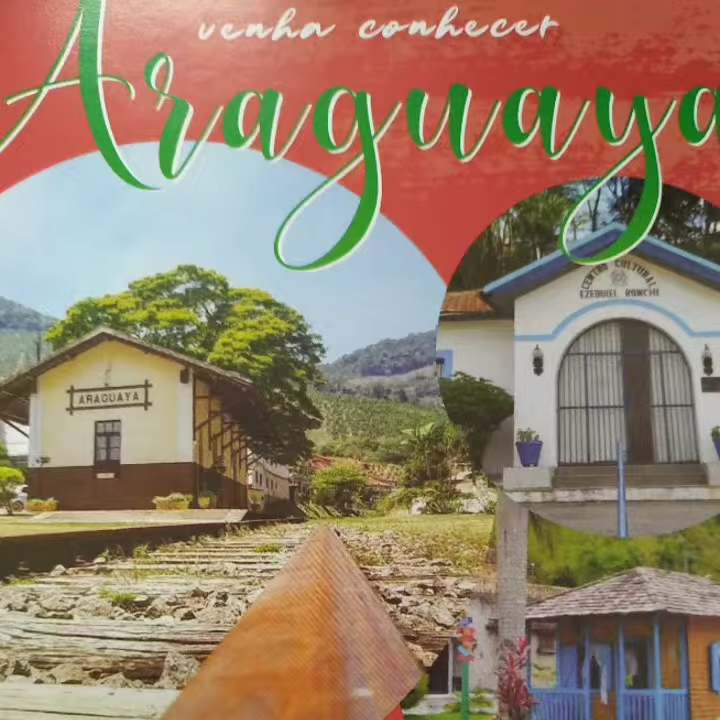 venha conhecer
Araguaya
ARAGUAYA
CENTRO CULTURAL
EZEQUIEL RONCHI